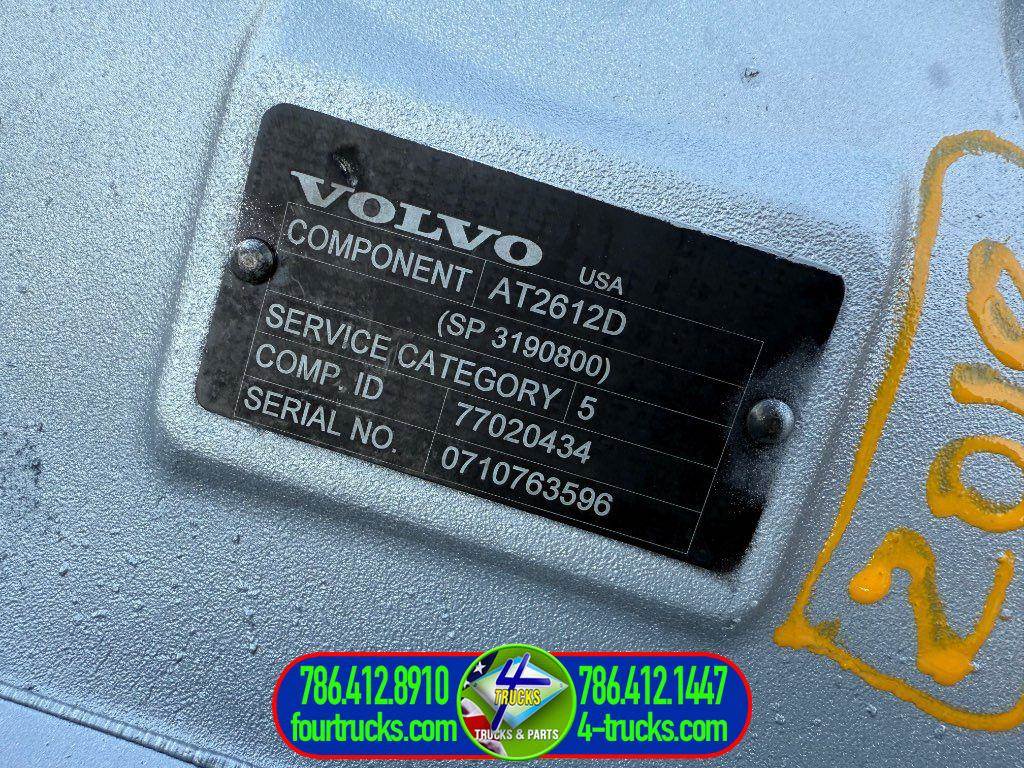 VOLVO
USA
COMPONENT AT2612D
(SP 3190800)
SERVICE CATEGORY 5
COMP. ID 77020434
SERIAL NO. 0710763596
786.412.8910
fourtrucks.com
4
TRUCKS
TRUCKS & PARTS
786.412.1447
4-trucks.com